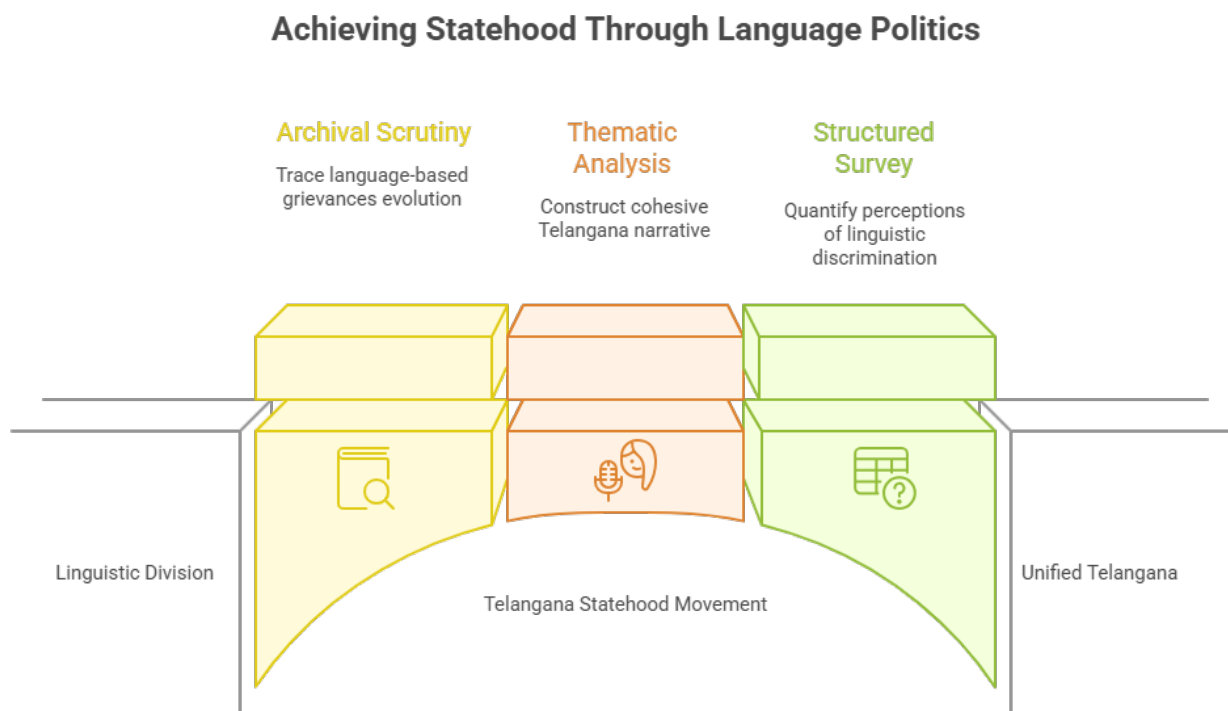 Achieving Statehood Through Language Politics
Archival Scrutiny
Trace language-based
grievances evolution
Thematic
Analysis
Construct cohesive
Telangana narrative
Structured
Survey
Quantify perceptions
of linguistic
discrimination
Linguistic Division
Telangana Statehood Movement
Unified Telangana